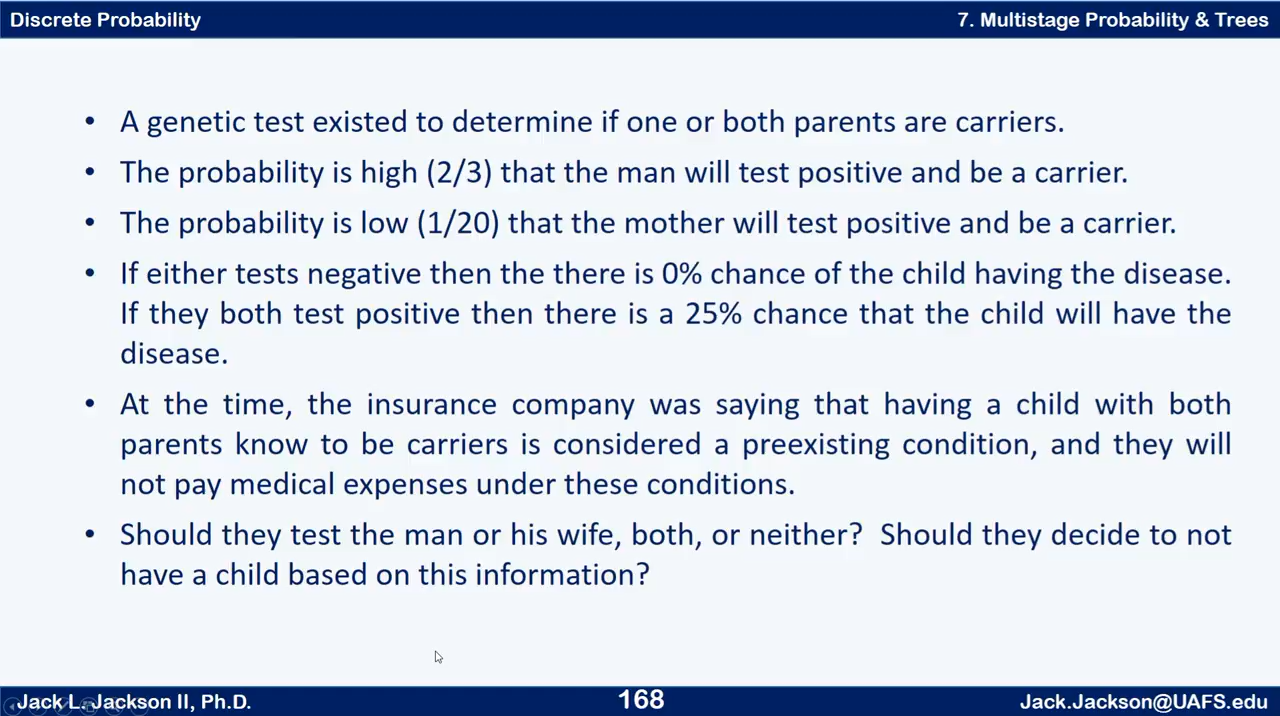 Discrete Probability
7. Multistage Probability & Trees
• A genetic test existed to determine if one or both parents are carriers.
• The probability is high (2/3) that the man will test positive and be a carrier.
• The probability is low (1/20) that the mother will test positive and be a carrier.
• If either tests negative then the there is 0% chance of the child having the disease.
If they both test positive then there is a 25% chance that the child will have the
disease.
• At the time, the insurance company was saying that having a child with both
parents know to be carriers is considered a preexisting condition, and they will
not pay medical expenses under these conditions.
• Should they test the man or his wife, both, or neither? Should they decide to not
have a child based on this information?
Jack L. Jackson II, Ph.D.
168
Jack.Jackson@UAFS.edu